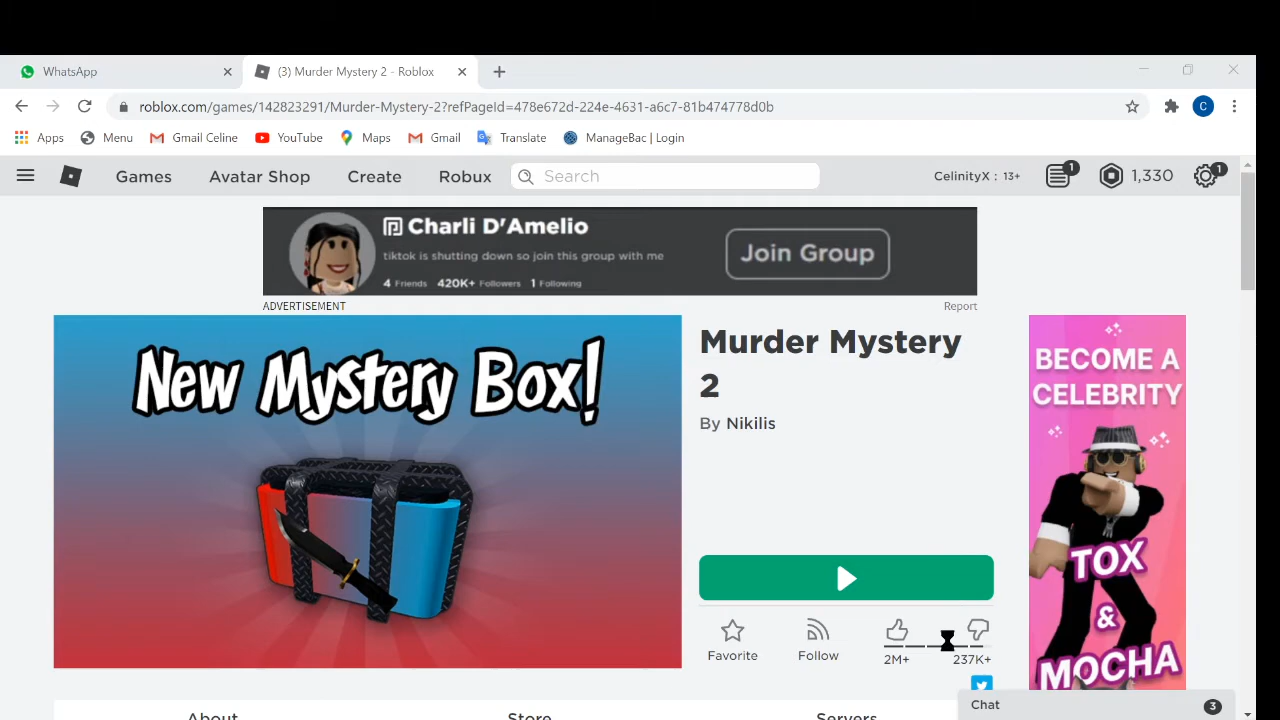 WhatsApp
(3) Murder Mystery 2 - Roblox
roblox.com/games/142823291/Murder-Mystery-2?refPageId=478e672d-224e-4631-a6c7-81b474778d0b
C
Apps Menu Gmail Celine YouTube Maps Gmail Translate ManageBac | Login
Games Avatar Shop Create Robux Search CelinityX : 13+ 1 1,330 1
Charli D'Amelio
tiktok is shutting down so join this group with me
4 Friends 420K+ Followers 1 Following
Join Group
ADVERTISEMENT Report
New Mystery Box!
Murder Mystery
2
By Nikilis
Favorite Follow 2M+ 237K+
BECOME A
CELEBRITY
TOX
&
MOCHA
About Store Servers
Chat 3